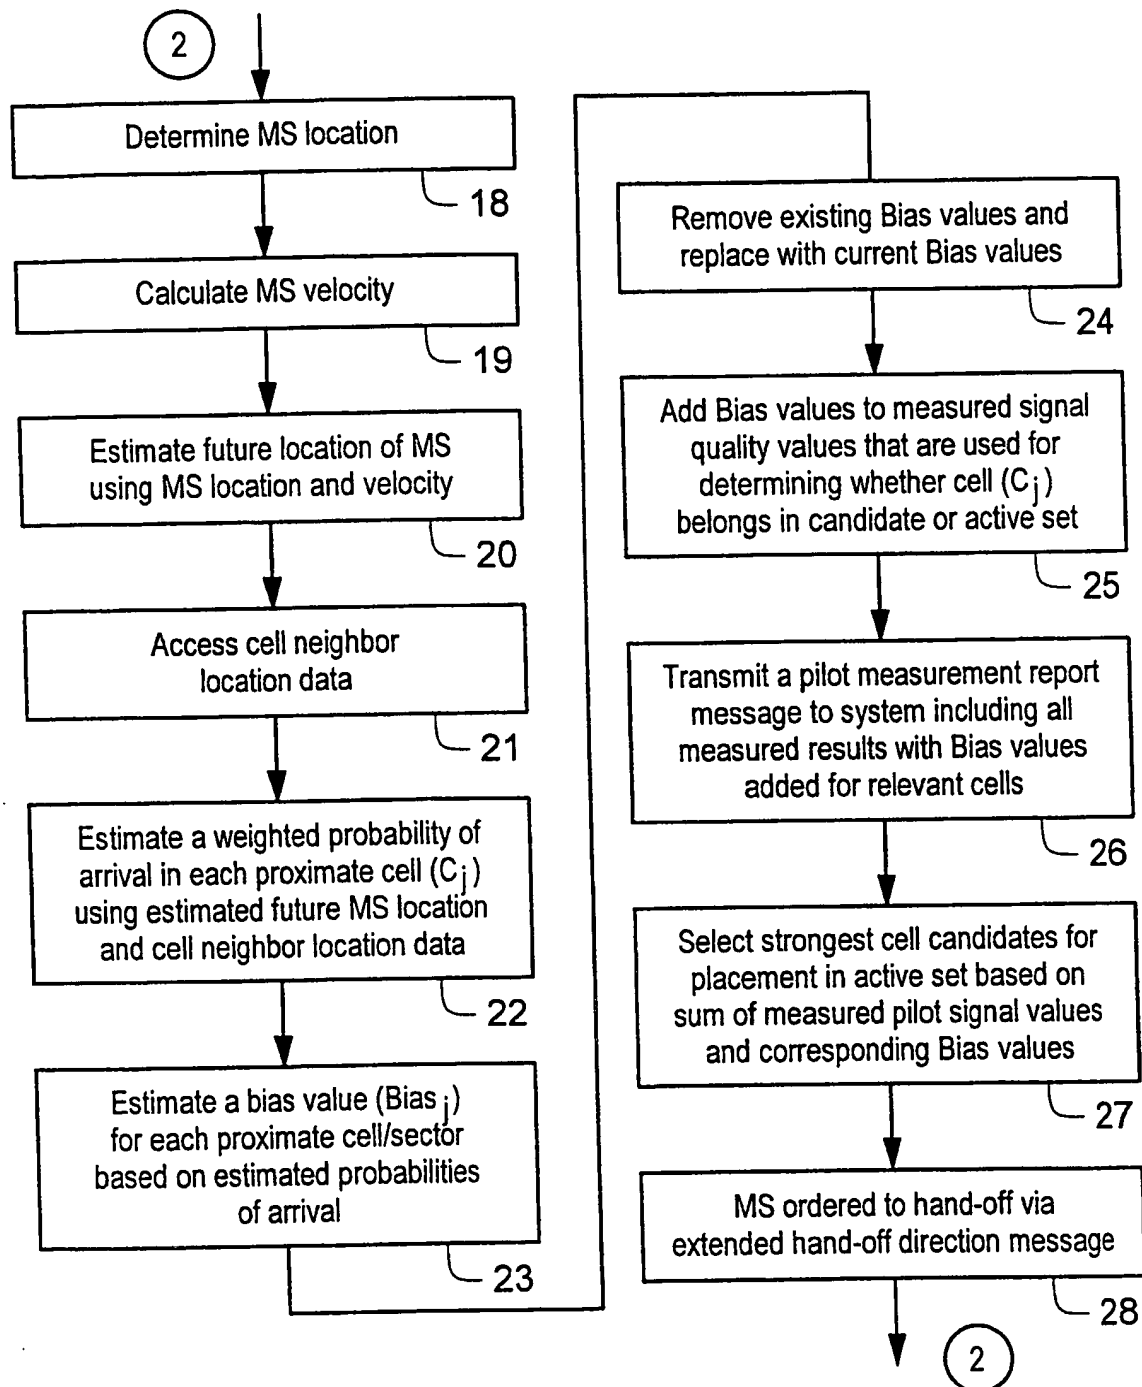 2
Determine MS location
18
Calculate MS velocity
19
Estimate future location of MS
using MS location and velocity
20
Access cell neighbor
location data
21
Estimate a weighted probability of
arrival in each proximate cell (Cj)
using estimated future MS location
and cell neighbor location data
22
Estimate a bias value (Biasj)
for each proximate cell/sector
based on estimated probabilities
of arrival
23
Remove existing Bias values and
replace with current Bias values
24
Add Bias values to measured signal
quality values that are used for
determining whether cell (Cj)
belongs in candidate or active set
25
Transmit a pilot measurement report
message to system including all
measured results with Bias values
added for relevant cells
26
Select strongest cell candidates for
placement in active set based on
sum of measured pilot signal values
and corresponding Bias values
27
MS ordered to hand-off via
extended hand-off direction message
28
2